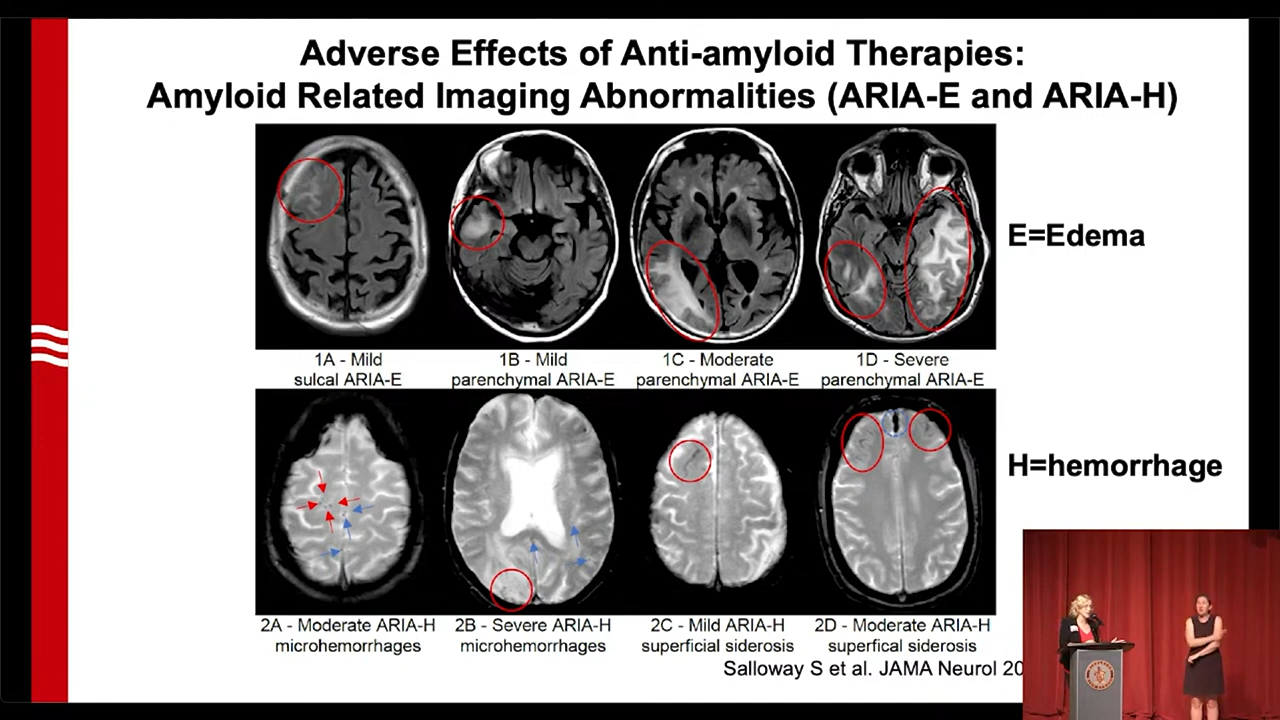 Adverse Effects of Anti-amyloid Therapies:
Amyloid Related Imaging Abnormalities (ARIA-E and ARIA-H)
E=Edema
1A - Mild
sulcal ARIA-E
1B - Mild
parenchymal ARIA-E
1C - Moderate
parenchymal ARIA-E
1D - Severe
parenchymal ARIA-E
H=hemorrhage
2A - Moderate ARIA-H
microhemorrhages
2B - Severe ARIA-H
microhemorrhages
2C - Mild ARIA-H
superficial siderosis
2D - Moderate ARIA-H
superfical siderosis
Salloway S et al. JAMA Neurol 20